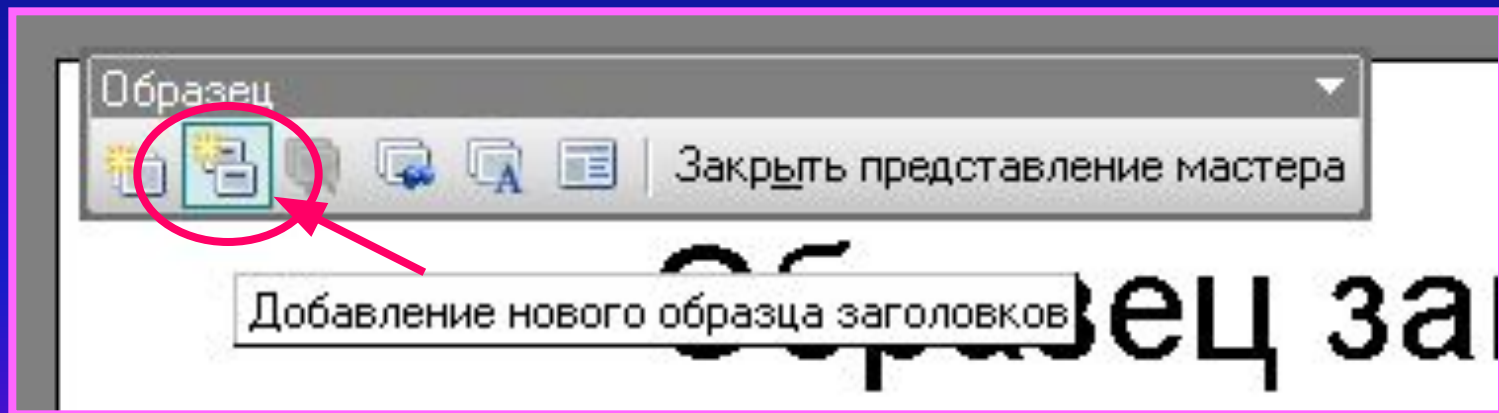 Образец
Закрыть представление мастера
Добавление нового образца заголовков